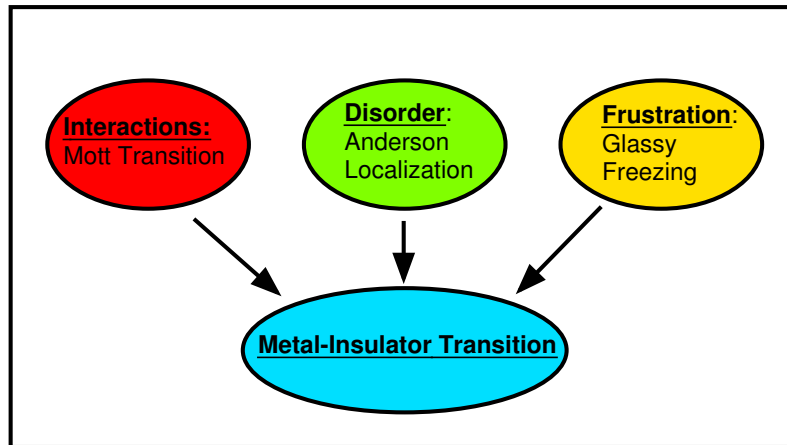 Interactions:
Mott Transition
Disorder:
Anderson
Localization
Frustration:
Glassy
Freezing
Metal-Insulator Transition